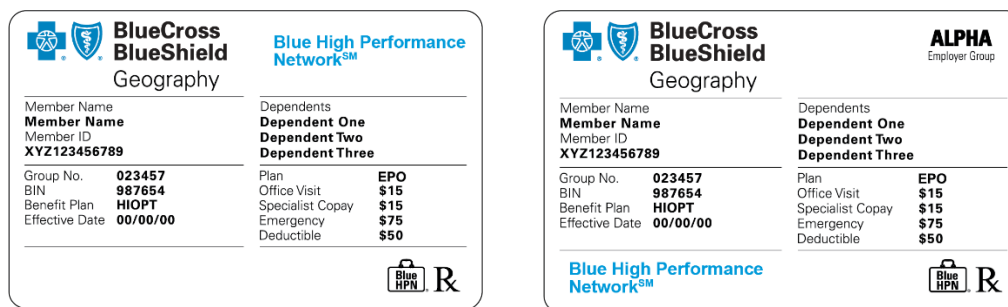 BlueCross
BlueShield
Geography
Blue High Performance
Network℠
Member Name
Member Name
Member ID
XYZ123456789
Dependents
Dependent One
Dependent Two
Dependent Three
Group No. 023457
BIN 987654
Benefit Plan HIOPT
Effective Date 00/00/00
Plan EPO
Office Visit $15
Specialist Copay $15
Emergency $75
Deductible $50
Blue
HPN
Rx
BlueCross
BlueShield
Geography
ALPHA
Employer Group
Member Name
Member Name
Member ID
XYZ123456789
Dependents
Dependent One
Dependent Two
Dependent Three
Group No. 023457
BIN 987654
Benefit Plan HIOPT
Effective Date 00/00/00
Plan EPO
Office Visit $15
Specialist Copay $15
Emergency $75
Deductible $50
Blue High Performance
Network℠
Blue
HPN
Rx